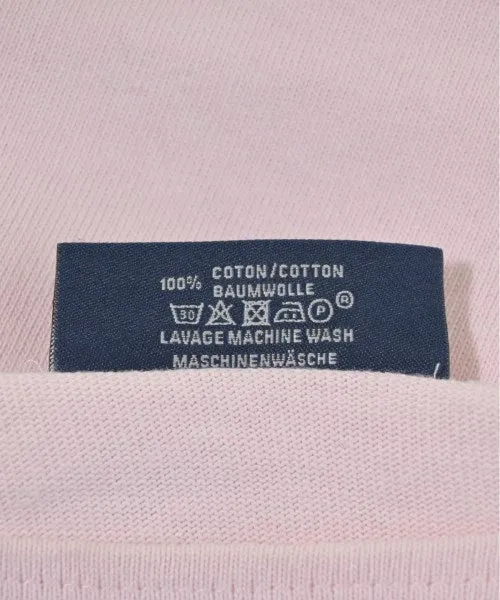 100% COTON/COTTON
BAUMWOLLE
30 P ®
LAVAGE MACHINE WASH
MASCHINENWÄSCHE